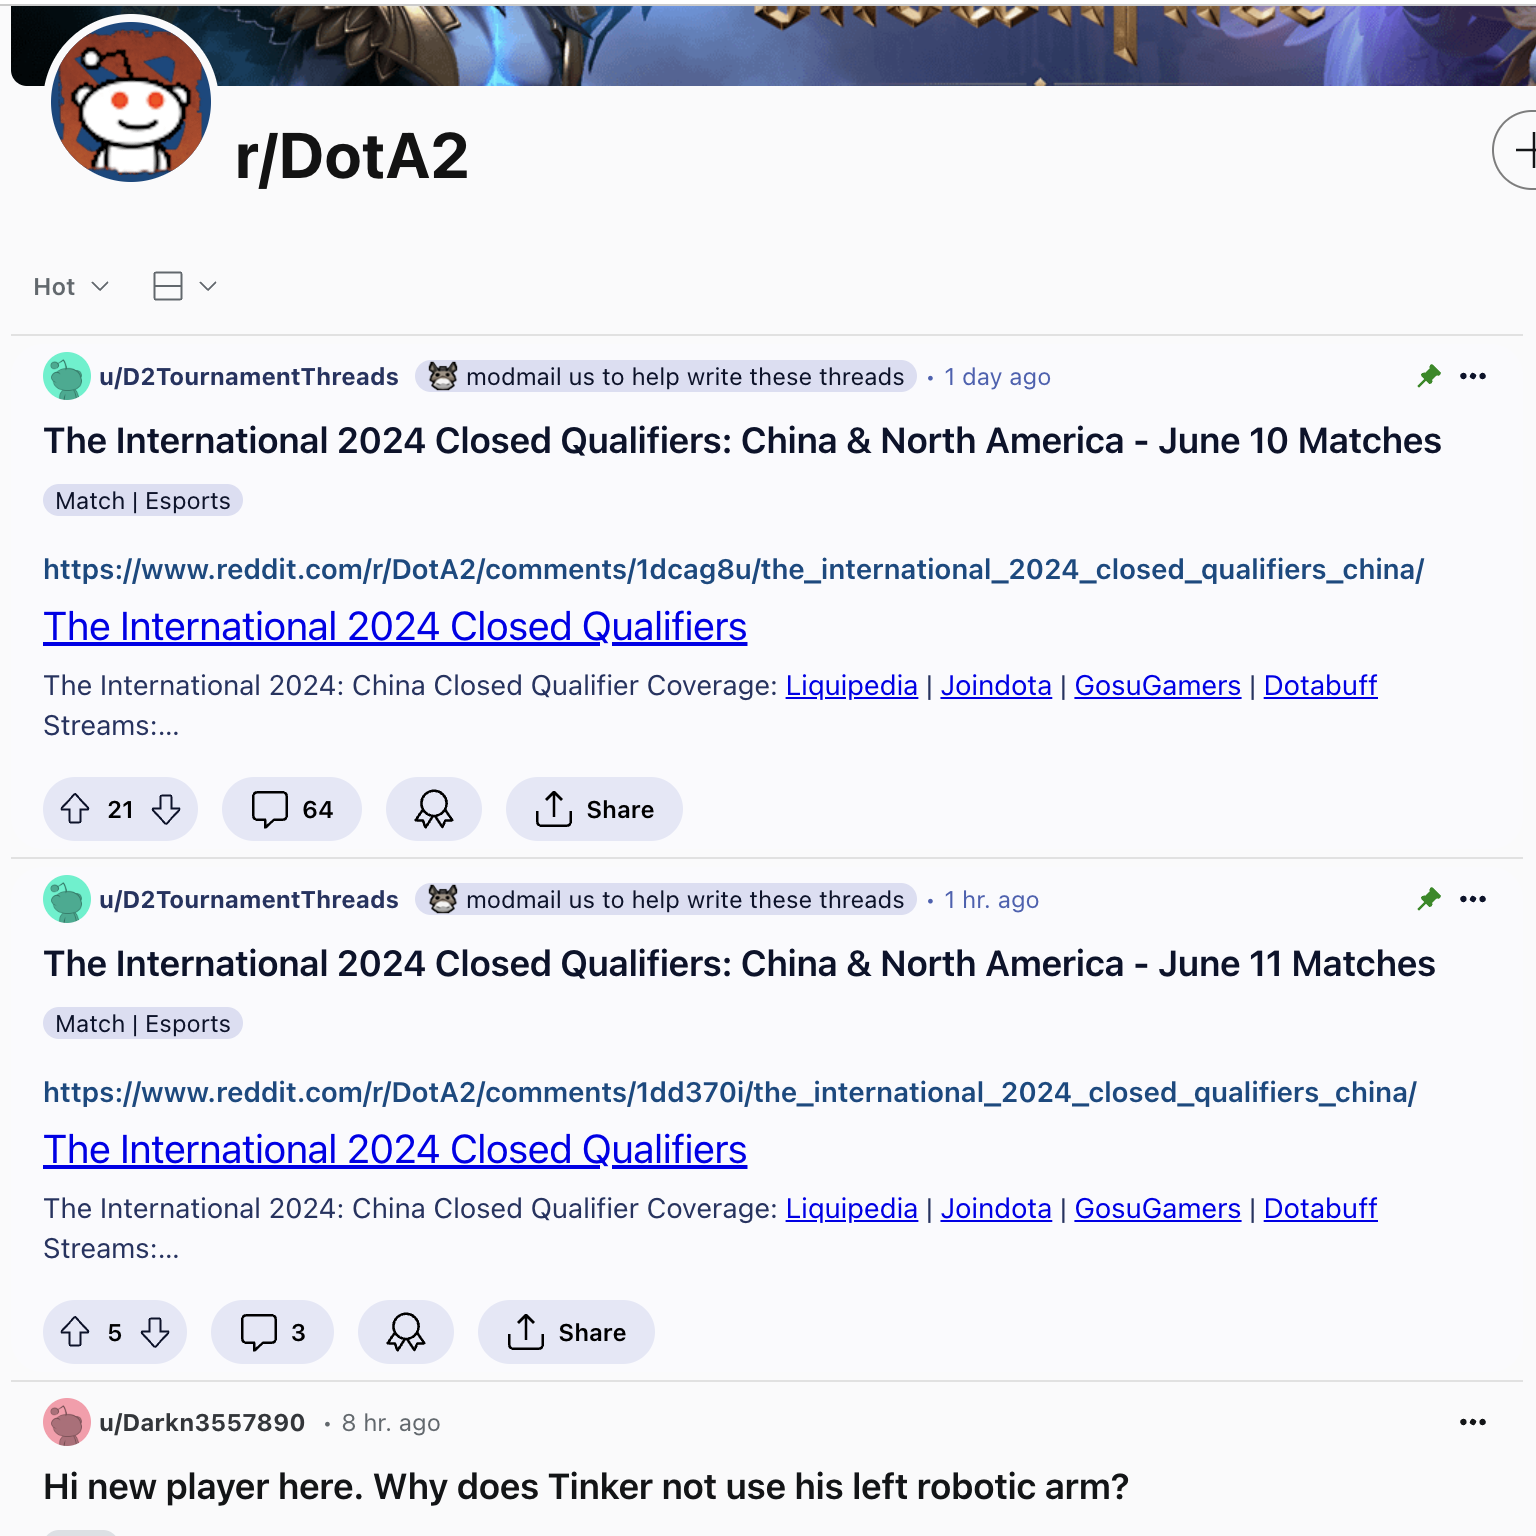 r/DotA2
Hot
u/D2TournamentThreads modmail us to help write these threads • 1 day ago
The International 2024 Closed Qualifiers: China & North America - June 10 Matches
Match | Esports
https://www.reddit.com/r/DotA2/comments/1dcag8u/the_international_2024_closed_qualifiers_china/
The International 2024 Closed Qualifiers
The International 2024: China Closed Qualifier Coverage: Liquipedia | Joindota | GosuGamers | Dotabuff
Streams:...
21 64 Share
u/D2TournamentThreads modmail us to help write these threads • 1 hr. ago
The International 2024 Closed Qualifiers: China & North America - June 11 Matches
Match | Esports
https://www.reddit.com/r/DotA2/comments/1dd370i/the_international_2024_closed_qualifiers_china/
The International 2024 Closed Qualifiers
The International 2024: China Closed Qualifier Coverage: Liquipedia | Joindota | GosuGamers | Dotabuff
Streams:...
5 3 Share
u/Darkn3557890 • 8 hr. ago
Hi new player here. Why does Tinker not use his left robotic arm?